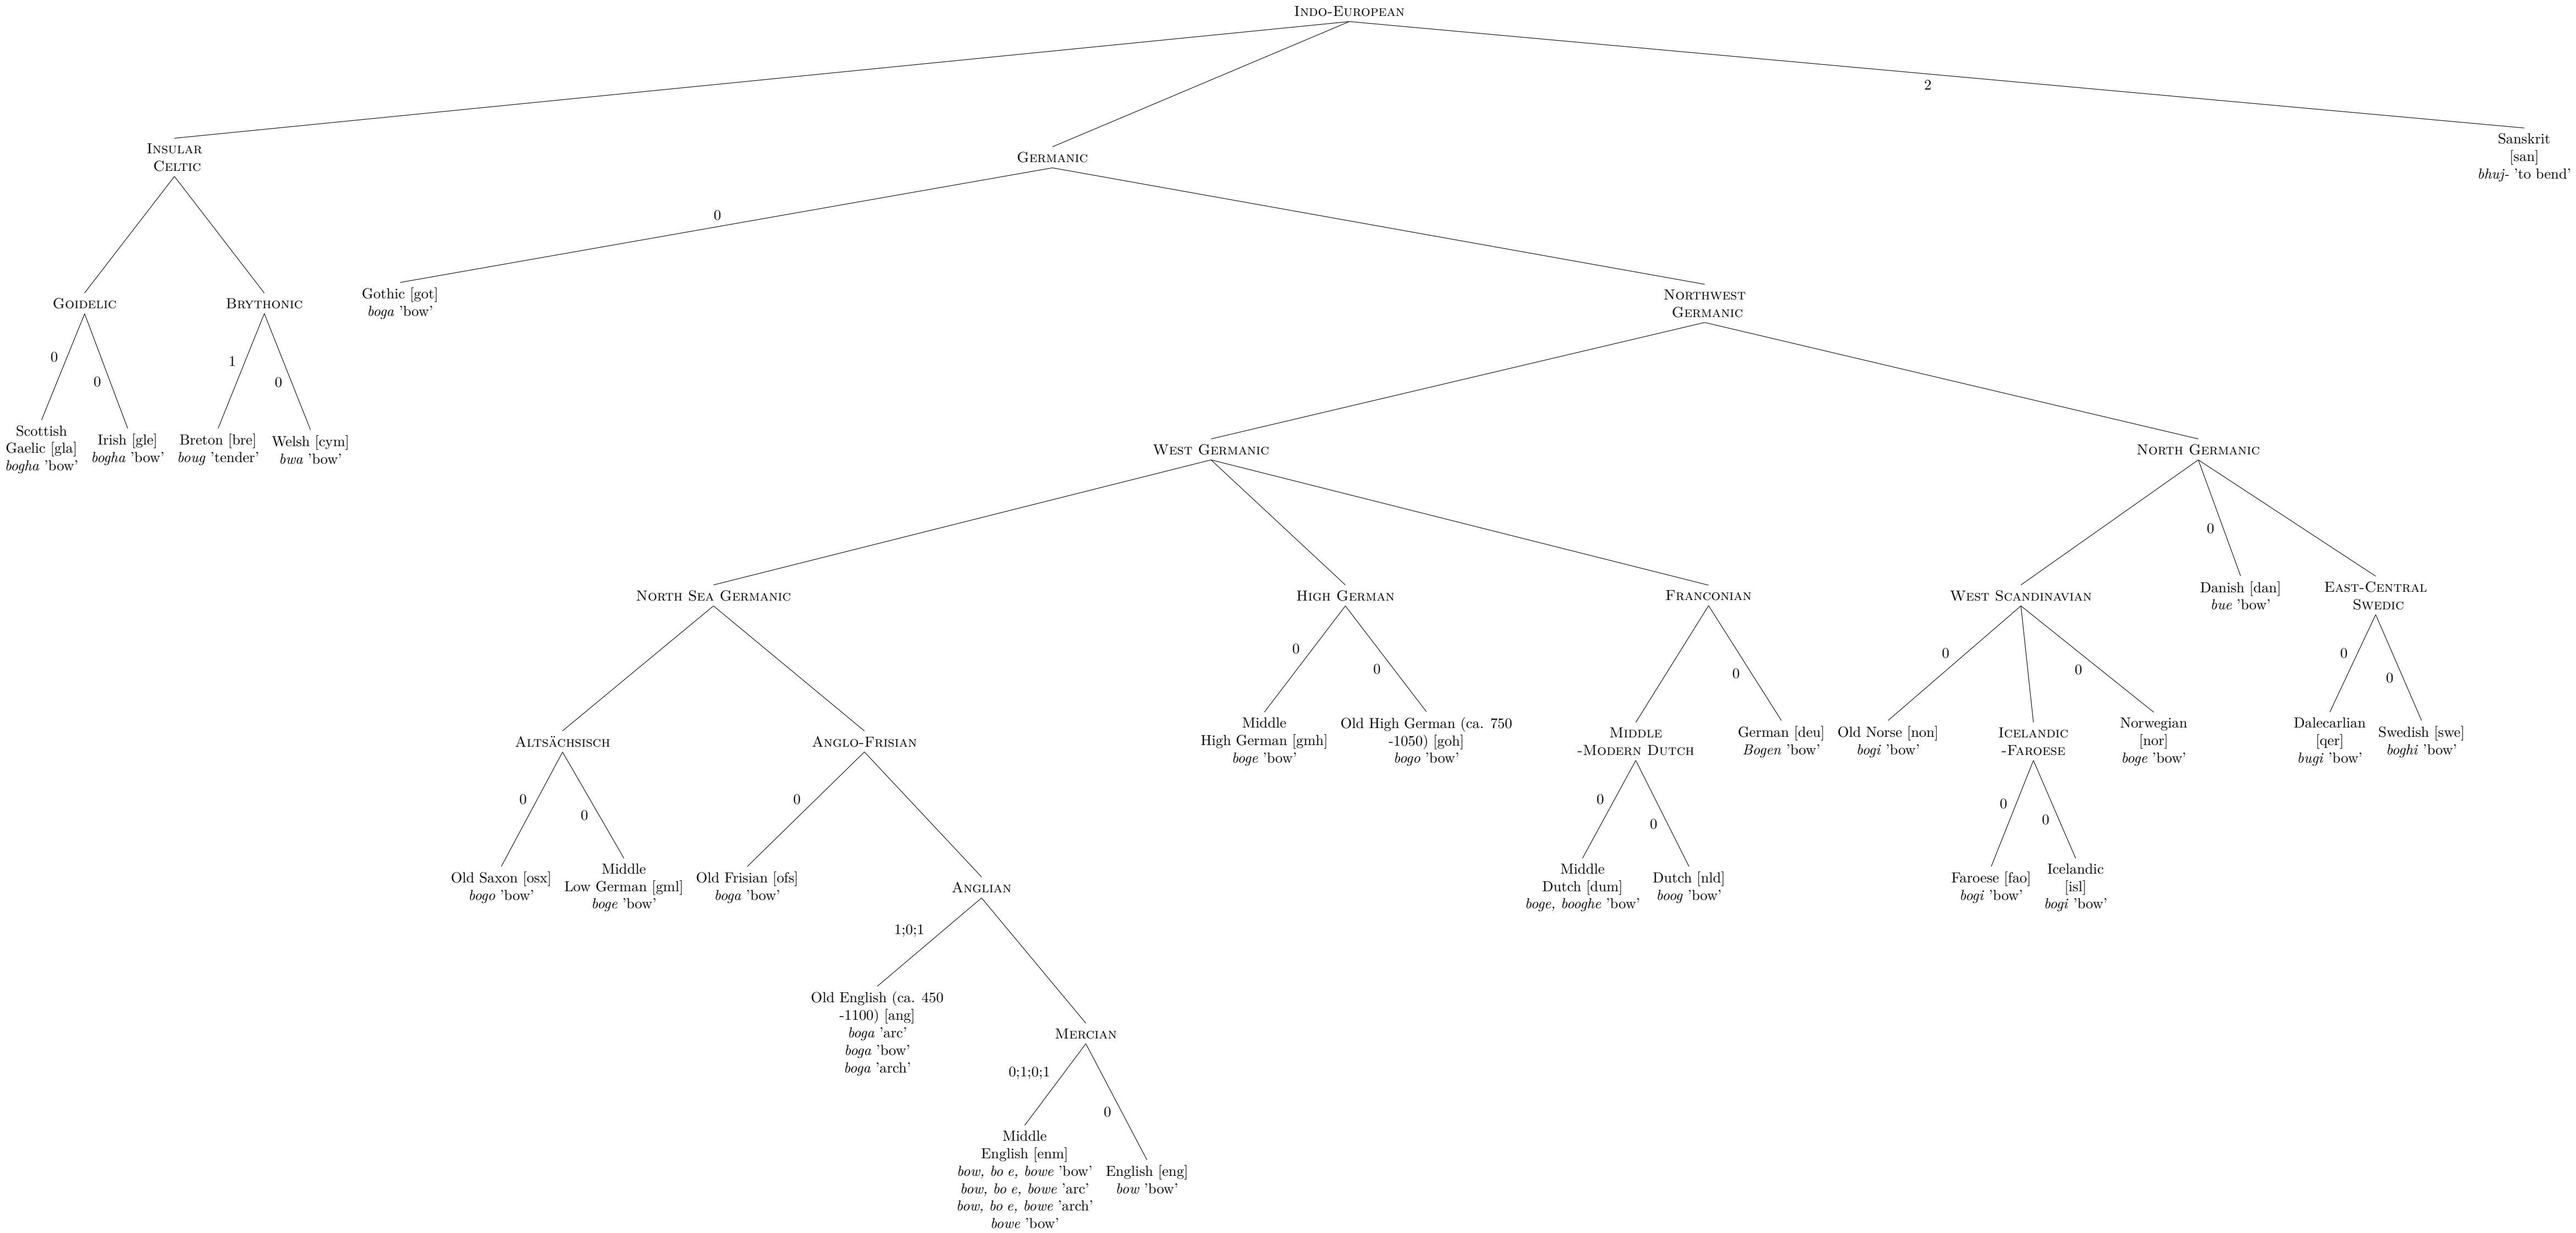 Indo-European
2
Insular
Celtic
Germanic
Sanskrit
[san]
bhuj- 'to bend'
0
Goidelic
Brythonic
Gothic [got]
boga 'bow'
Northwest
Germanic
0
0
1
0
Scottish
Gaelic [gla]
bogha 'bow'
Irish [gle]
bogha 'bow'
Breton [bre]
boug 'tender'
Welsh [cym]
bwa 'bow'
West Germanic
North Germanic
0
North Sea Germanic
High German
Franconian
West Scandinavian
Danish [dan]
bue 'bow'
East-Central
Swedic
0
0
0
0
0
0
0
Altsächsisch
Anglo-Frisian
Middle
High German [gmh]
boge 'bow'
Old High German (ca. 750
-1050) [goh]
bogo 'bow'
Middle
-Modern Dutch
German [deu]
Bogen 'bow'
Old Norse [non]
bogi 'bow'
Icelandic
-Faroese
Norwegian
[nor]
boge 'bow'
Dalecarlian
[qer]
bugi 'bow'
Swedish [swe]
boghi 'bow'
0
0
0
0
0
0
0
Old Saxon [osx]
bogo 'bow'
Middle
Low German [gml]
boge 'bow'
Old Frisian [ofs]
boga 'bow'
Anglian
Middle
Dutch [dum]
boge, booghe 'bow'
Dutch [nld]
boog 'bow'
Faroese [fao]
bogi 'bow'
Icelandic
[isl]
bogi 'bow'
1;0;1
Old English (ca. 450
-1100) [ang]
boga 'arc'
boga 'bow'
boga 'arch'
Mercian
0;1;0;1
0
Middle
English [enm]
bow, bo e, bowe 'bow'
bow, bo e, bowe 'arc'
bow, bo e, bowe 'arch'
bowe 'bow'
English [eng]
bow 'bow'